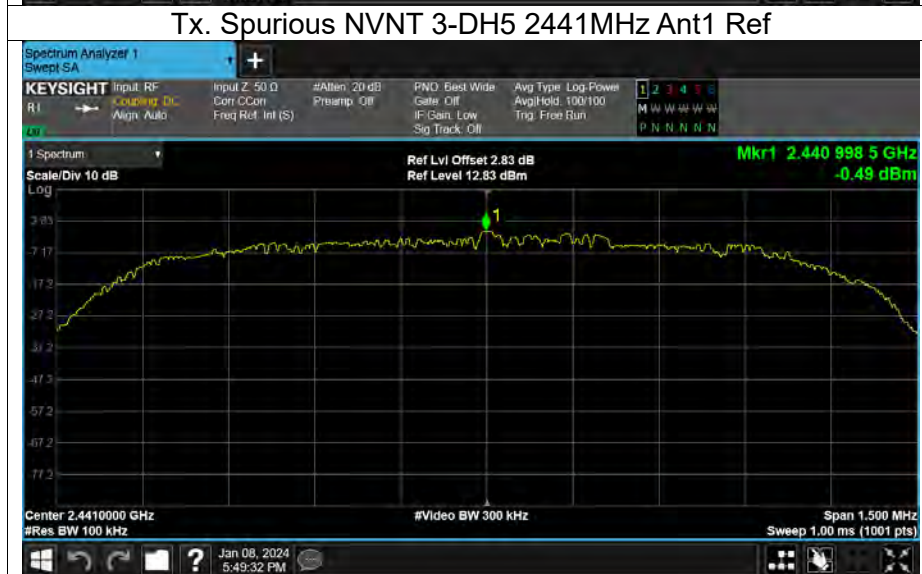 Tx. Spurious NVNT 3-DH5 2441MHz Ant1 Ref
Spectrum Analyzer 1
Swept SA
+
KEYSIGHT
Input: RF
Coupling: DC
Align: Auto
Input Z: 50 Ω
Corr CCorr
Freq Ref: Int (S)
#Atten: 20 dB
Preamp: Off
PNO: Best Wide
Gate: Off
IF Gain: Low
Sig Track: Off
Avg Type: Log-Power
Avg|Hold: 100/100
Trig: Free Run
1 2 3 4 5 6
M W W W W W
P N N N N N
1 Spectrum
Scale/Div 10 dB
Log
Ref Lvl Offset 2.83 dB
Ref Level 12.83 dBm
Mkr1 2.440 998 5 GHz
-0.49 dBm
1
2.83
-7.17
-17.2
-27.2
-37.2
-47.2
-57.2
-67.2
-77.2
Center 2.4410000 GHz
#Res BW 100 kHz
#Video BW 300 kHz
Span 1.500 MHz
Sweep 1.00 ms (1001 pts)
?
Jan 08, 2024
5:49:32 PM